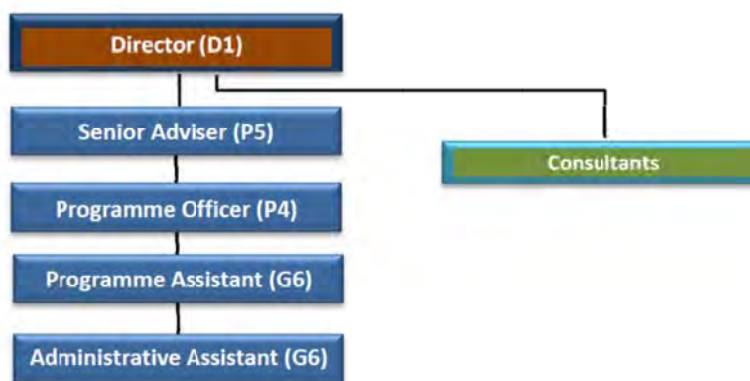 Director (D1)
Senior Adviser (P5)
Consultants
Programme Officer (P4)
Programme Assistant (G6)
Administrative Assistant (G6)